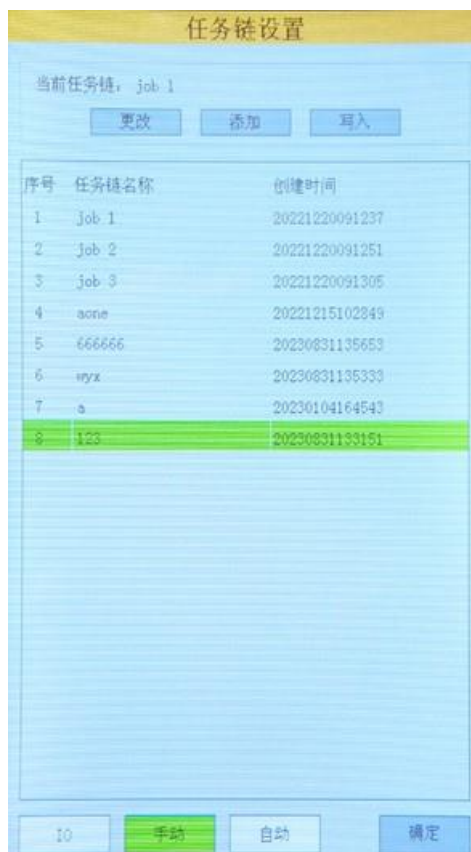 任务链设置
当前任务链：job 1
更改 添加 写入
序号 任务链名称 创建时间
1 job 1 20221220091237
2 job 2 20221220091251
3 job 3 20221220091305
4 aone 20221215102849
5 666666 20230831135653
6 wyx 20230831135333
7 a 20230104164543
8 123 20230831133151
IO 手动 自动 确定